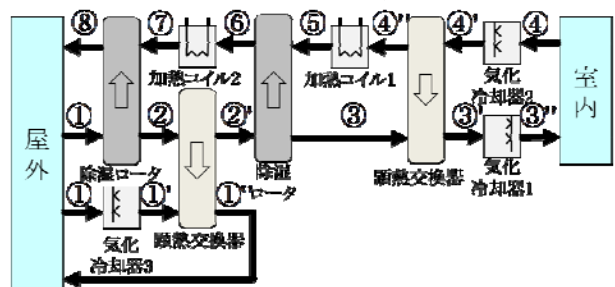 ⑧ ⑦ ⑥ ⑤ ④" ④' ④
加熱コイル2 加熱コイル1 気化
冷却器2
屋外 室内
① ② ②' ③ ③' ③"
除湿ロータ 除湿
ロータ 顕熱交換器 気化
冷却器1
① ①' ①"
気化
冷却器3 顕熱交換器